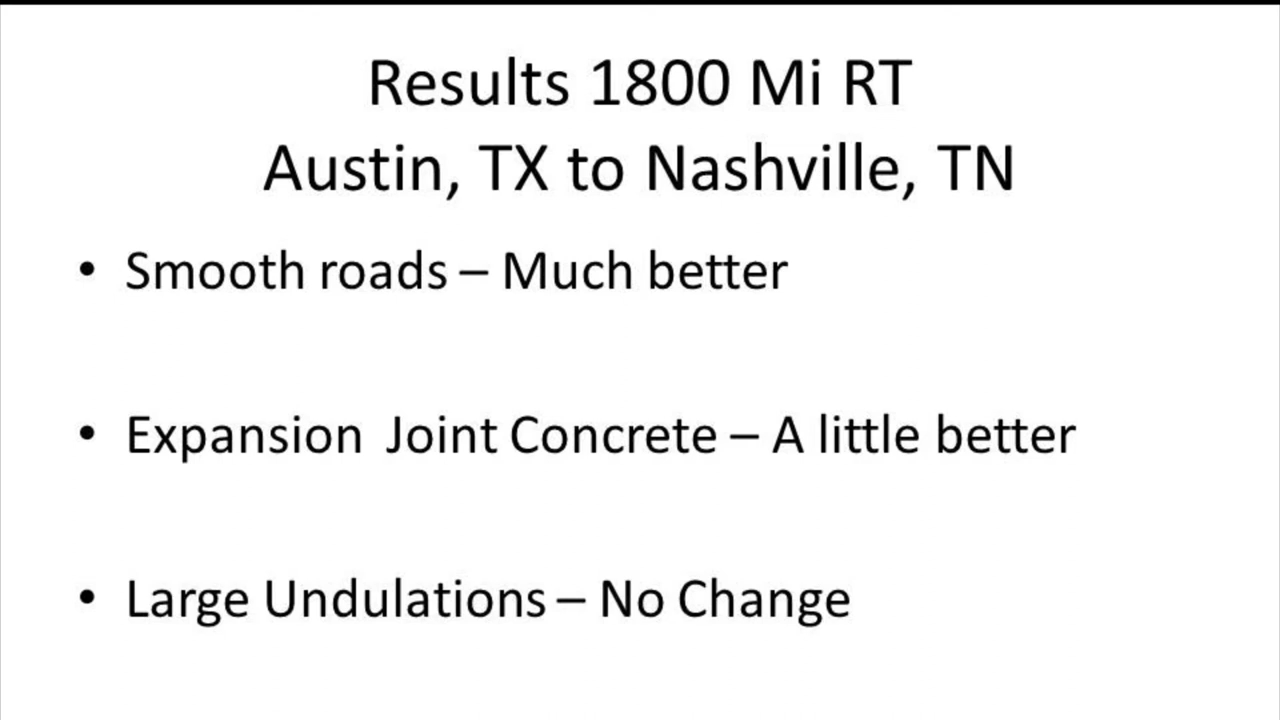 Results 1800 Mi RT
Austin, TX to Nashville, TN
• Smooth roads – Much better
• Expansion  Joint Concrete – A little better
• Large Undulations – No Change